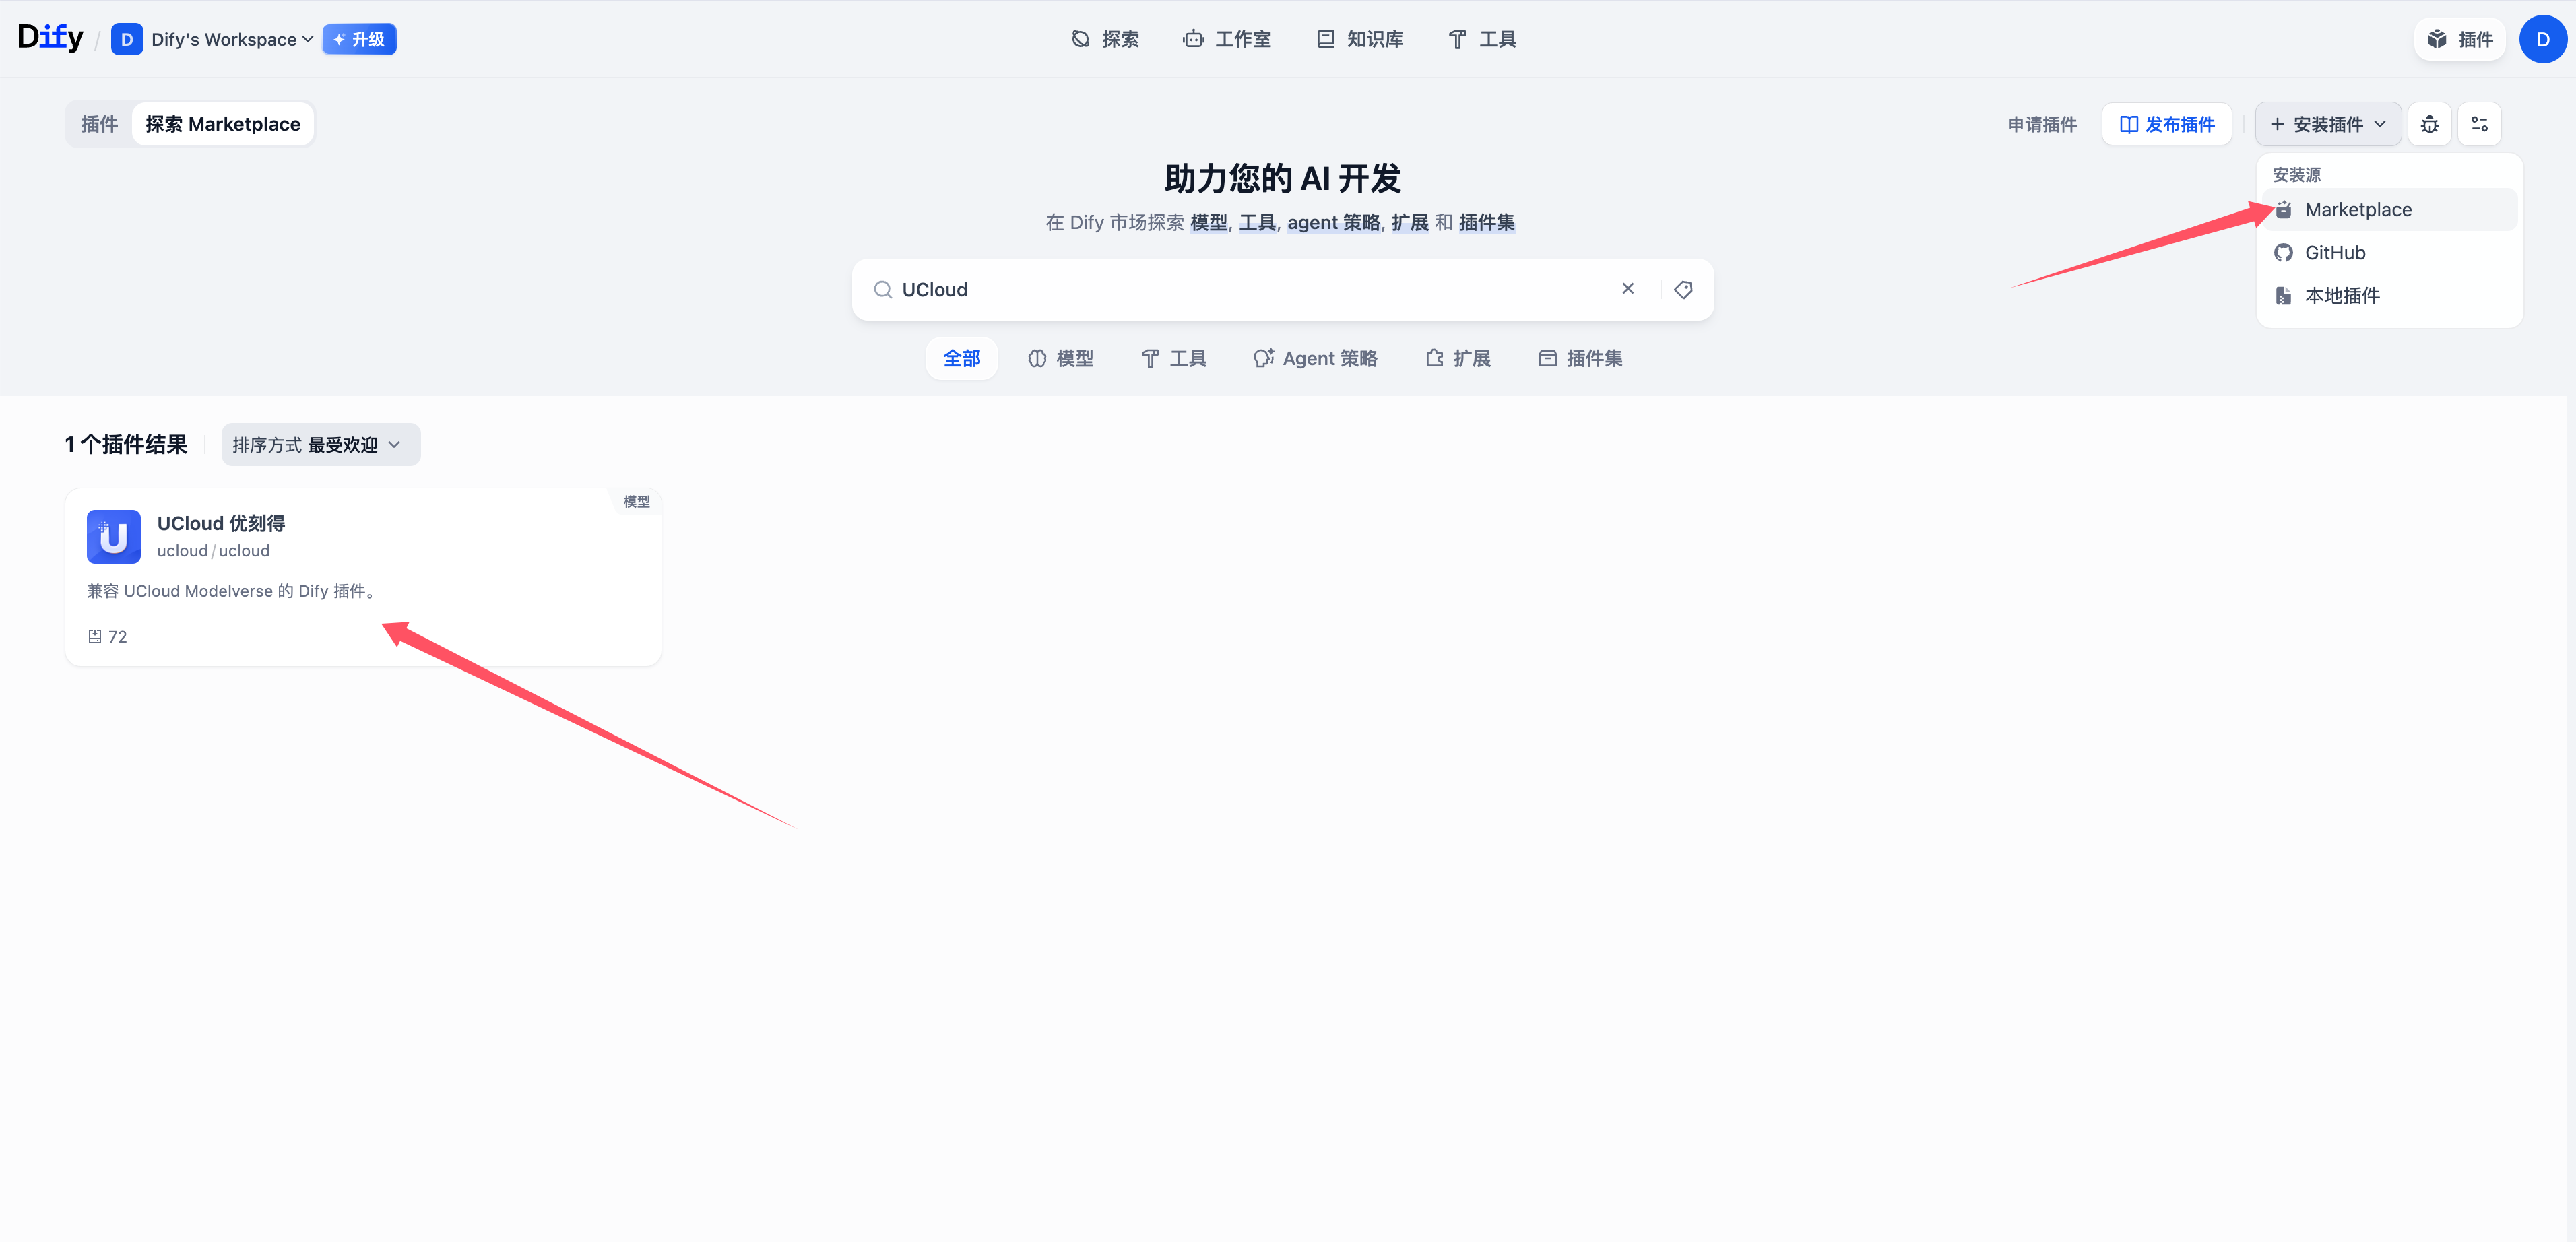 Dify / D Dify's Workspace 升级 探索 工作室 知识库 工具 插件 D
插件 探索 Marketplace 申请插件 发布插件 安装插件
安装源
Marketplace
GitHub
本地插件
助力您的 AI 开发
在 Dify 市场探索 模型, 工具, agent 策略, 扩展 和 插件集
UCloud
全部 模型 工具 Agent 策略 扩展 插件集
1 个插件结果 排序方式 最受欢迎
模型
U
UCloud 优刻得
ucloud / ucloud
兼容 UCloud Modelverse 的 Dify 插件。
72